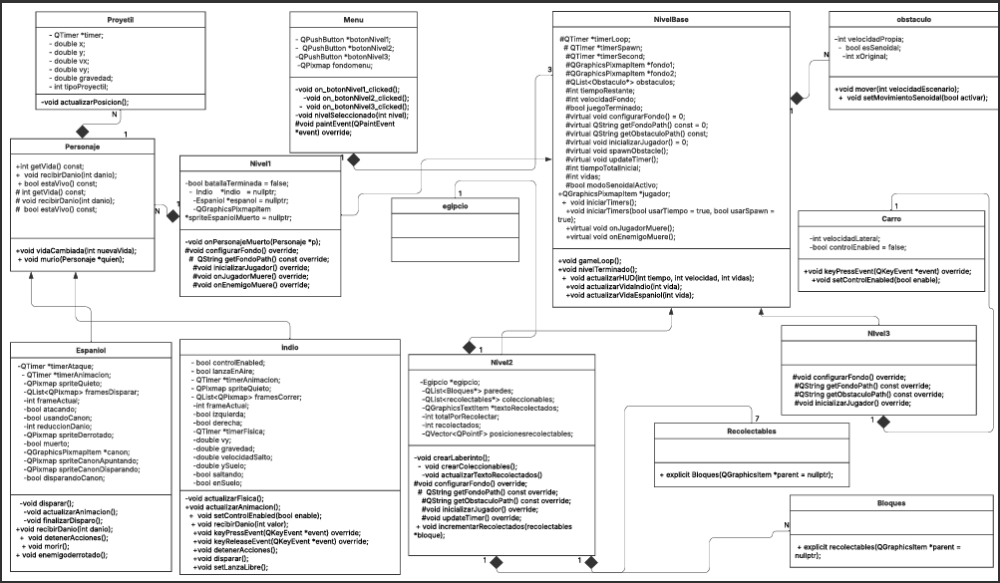 Proyetil
- QTimer *timer;
- double x;
- double y;
- double vx;
- double vy;
- double gravedad;
- int tipoProyectil;
-void actualizarPosicion();
N
1
Menu
- QPushButton *botonNivel1;
- QPushButton *botonNivel2;
-QPushButton *botonNivel3;
-QPixmap fondomenu;
-void on_botonNivel1_clicked();
-void on_botonNivel2_clicked();
- void on_botonNivel3_clicked();
-void nivelSeleccionado(int nivel);
#void paintEvent(QPaintEvent
*event) override;
1
3
NivelBase
#QTimer *timerLoop;
# QTimer *timerSpawn;
#QTimer *timerSecond;
#QGraphicsPixmapItem *fondo1;
#QGraphicsPixmapItem *fondo2;
#QList<Obstaculo*> obstaculos;
#int tiempoRestante;
#int velocidadFondo;
#bool juegoTerminado;
#virtual void configurarFondo() = 0;
#virtual QString getFondoPath() const = 0;
#virtual QString getObstaculoPath() const;
#virtual void inicializarJugador() = 0;
#virtual void spawnObstacle();
#virtual void updateTimer();
#int tiempoTotalInicial;
#int vidas;
#bool modoSenoidalActivo;
+QGraphicsPixmapItem *jugador;
+ void iniciarTimers();
+void iniciarTimers(bool usarTiempo = true, bool usarSpawn =
true);
+virtual void onJugadorMuere();
+virtual void onEnemigoMuere();
+void gameLoop();
+void nivelTerminado();
+ void actualizarHUD(int tiempo, int velocidad, int vidas);
+void actualizarVidaIndio(int vida);
+void actualizarVidaEspaniol(int vida);
1
N
obstaculo
-int velocidadPropia;
- bool esSenoidal;
-int xOriginal;
+void mover(int velocidadEscenario);
+ void setMovimientoSenoidal(bool activar);
Personaje
+int getVida() const;
+ void recibirDanio(int danio);
+ bool estaVivo() const;
# int getVida() const;
# void recibirDanio(int danio);
# bool estaVivo() const;
+void vidaCambiada(int nuevaVida);
+ void murio(Personaje *quien);
N
1
Nivel1
-bool batallaTerminada = false;
- Indio *indio = nullptr;
-Espaniol *espanol = nullptr;
-QGraphicsPixmapItem
*spriteEspaniolMuerto = nullptr;
-void onPersonajeMuerto(Personaje *p);
#void configurarFondo() override;
# QString getFondoPath() const override;
#void inicializarJugador() override;
#void onJugadorMuere() override;
#void onEnemigoMuere() override;
1
egipcio
1
1
Carro
-int velocidadLateral;
-bool controlEnabled = false;
+void keyPressEvent(QKeyEvent *event) override;
+void setControlEnabled(bool enable);
Espaniol
-QTimer *timerAtaque;
- QTimer *timerAnimacion;
-QPixmap spriteQuieto;
-QList<QPixmap> framesDisparar;
-int frameActual;
-bool atacando;
-bool usandoCanon;
-int reduccionDanio;
-QPixmap spriteDerrotado;
-bool muerto;
-QGraphicsPixmapItem *canon;
-QPixmap spriteCanonApuntando;
-QPixmap spriteCanonDisparando;
-bool disparandoCanon;
-void disparar();
-void actualizarAnimacion();
-void finalizarDisparo();
+void recibirDanio(int danio);
+ void detenerAcciones();
+ void morir();
+ void enemigoderrotado();
indio
- bool controlEnabled;
- bool lanzaEnAire;
- QTimer *timerAnimacion;
- QPixmap spriteQuieto;
- QList<QPixmap> framesCorrer;
- int frameActual;
- bool izquierda;
- bool derecha;
-QTimer *timerFisica;
- double vy;
- double gravedad;
- double velocidadSalto;
- double ySuelo;
- bool saltando;
- bool enSuelo;
-void actualizarFisica();
+void actualizarAnimacion();
+ void setControlEnabled(bool enable);
+ void recibirDanio(int valor);
+void keyPressEvent(QKeyEvent *event) override;
+void keyReleaseEvent(QKeyEvent *event) override;
+void detenerAcciones();
+void disparar();
+void setLanzaLibre();
Nivel2
-Egipcio *egipcio;
-QList<Bloques*> paredes;
-QList<recolectables*> coleccionables;
-QGraphicsTextItem *textoRecolectados;
-int totalPorRecolectar;
-int recolectados;
-QVector<QPointF> posicionesrecolectables;
-void crearLaberinto();
- void crearColeccionables();
-void actualizarTextoRecolectados()
#void configurarFondo() override;
# QString getFondoPath() const override;
#QString getObstaculoPath() const override;
#void inicializarJugador() override;
#void updateTimer() override;
+ void incrementarRecolectados(recolectables
*bloque);
1
1
NIvel3
#void configurarFondo() override;
#QString getFondoPath() const override;
#QString getObstaculoPath() const override;
#void inicializarJugador() override;
1
7
Recolectables
+ explicit Bloques(QGraphicsItem *parent = nullptr);
N
Bloques
+ explicit recolectables(QGraphicsItem *parent =
nullptr);